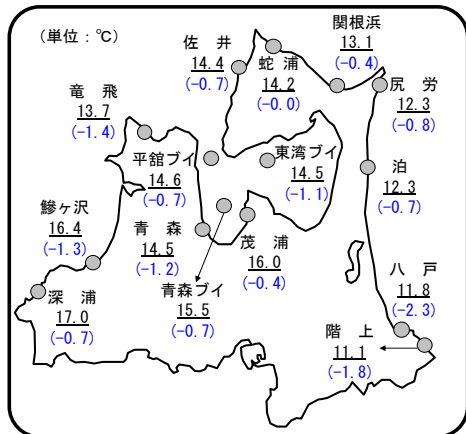 （単位：℃）
佐 井
14.4
(-0.7)
蛇浦
14.2
(-0.0)
関根浜
13.1
(-0.4)
尻労
12.3
(-0.8)
竜 飛
13.7
(-1.4)
平舘ブイ
14.6
(-0.7)
東湾ブイ
14.5
(-1.1)
泊
12.3
(-0.7)
鰺ヶ沢
16.4
(-1.3)
青 森
14.5
(-1.2)
茂 浦
16.0
(-0.4)
青森ブイ
15.5
(-0.7)
八 戸
11.8
(-2.3)
深 浦
17.0
(-0.7)
階 上
11.1
(-1.8)